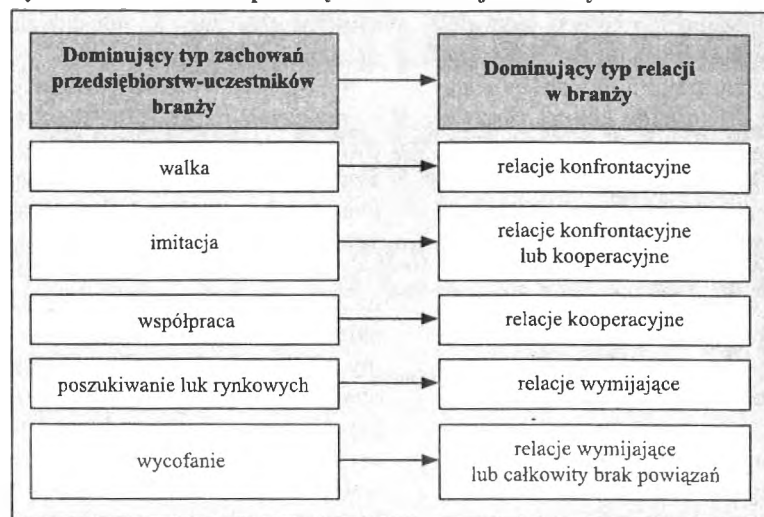 Dominujący typ zachowań
przedsiębiorstw-uczestników
branży
Dominujący typ relacji
w branży
walka
relacje konfrontacyjne
imitacja
relacje konfrontacyjne
lub kooperacyjne
współpraca
relacje kooperacyjne
poszukiwanie luk rynkowych
relacje wymijające
wycofanie
relacje wymijające
lub całkowity brak powiązań